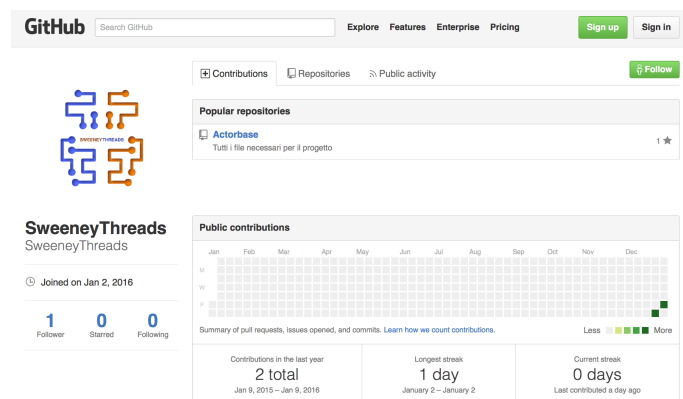 GitHub
Search GitHub
Explore Features Enterprise Pricing
Sign up
Sign in
Contributions
Repositories
Public activity
Follow
SWEENEYTHREADS
Popular repositories
Actorbase
Tutti i file necessari per il progetto
1
SweeneyThreads
SweeneyThreads
Joined on Jan 2, 2016
1 0 0
Follower Starred Following
Public contributions
Jan Feb Mar Apr May Jun Jul Aug Sep Oct Nov Dec
M
W
F
Summary of pull requests, issues opened, and commits. Learn how we count contributions.
Less More
Contributions in the last year
2 total
Jan 9, 2015 – Jan 9, 2016
Longest streak
1 day
January 2 – January 2
Current streak
0 days
Last contributed a day ago